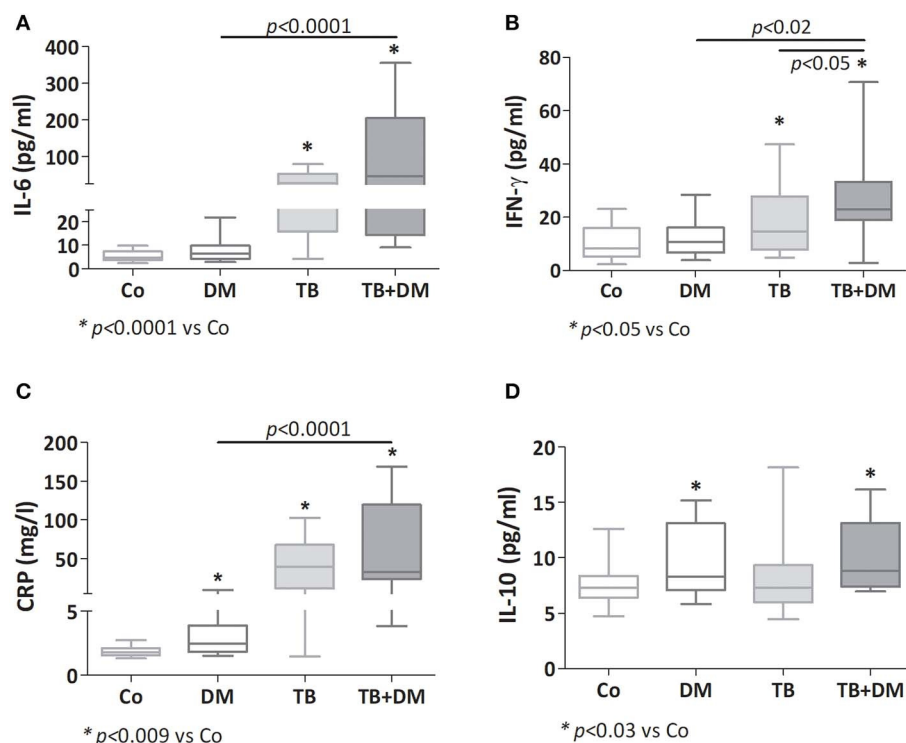 A
p<0.0001
*
*
IL-6 (pg/ml)
400
300
200
100
20
10
0
Co DM TB TB+DM
* p<0.0001 vs Co
B
p<0.02
p<0.05 *
*
IFN-γ (pg/ml)
80
60
40
20
0
Co DM TB TB+DM
* p<0.05 vs Co
C
p<0.0001
*
*
*
CRP (mg/l)
200
150
100
50
5
0
Co DM TB TB+DM
* p<0.009 vs Co
D
* *
IL-10 (pg/ml)
20
15
10
5
0
Co DM TB TB+DM
* p<0.03 vs Co